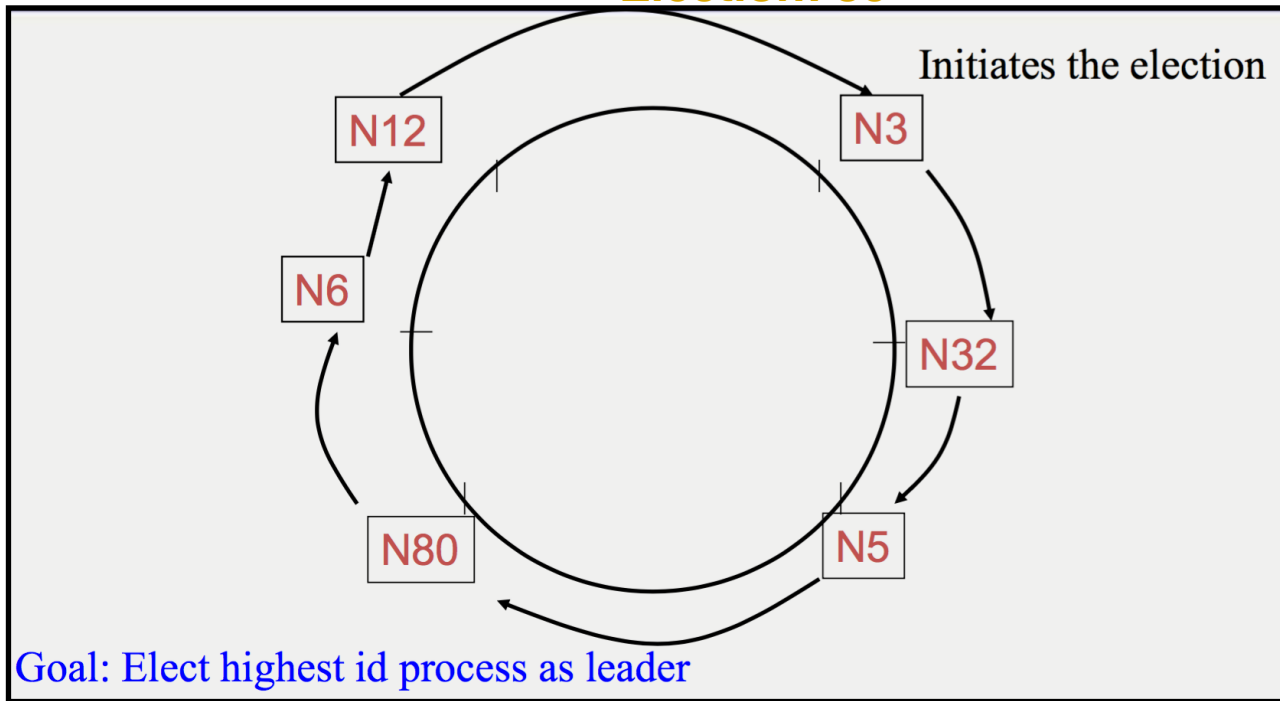 Initiates the election
N12
N3
N6
N32
N80
N5
Goal: Elect highest id process as leader